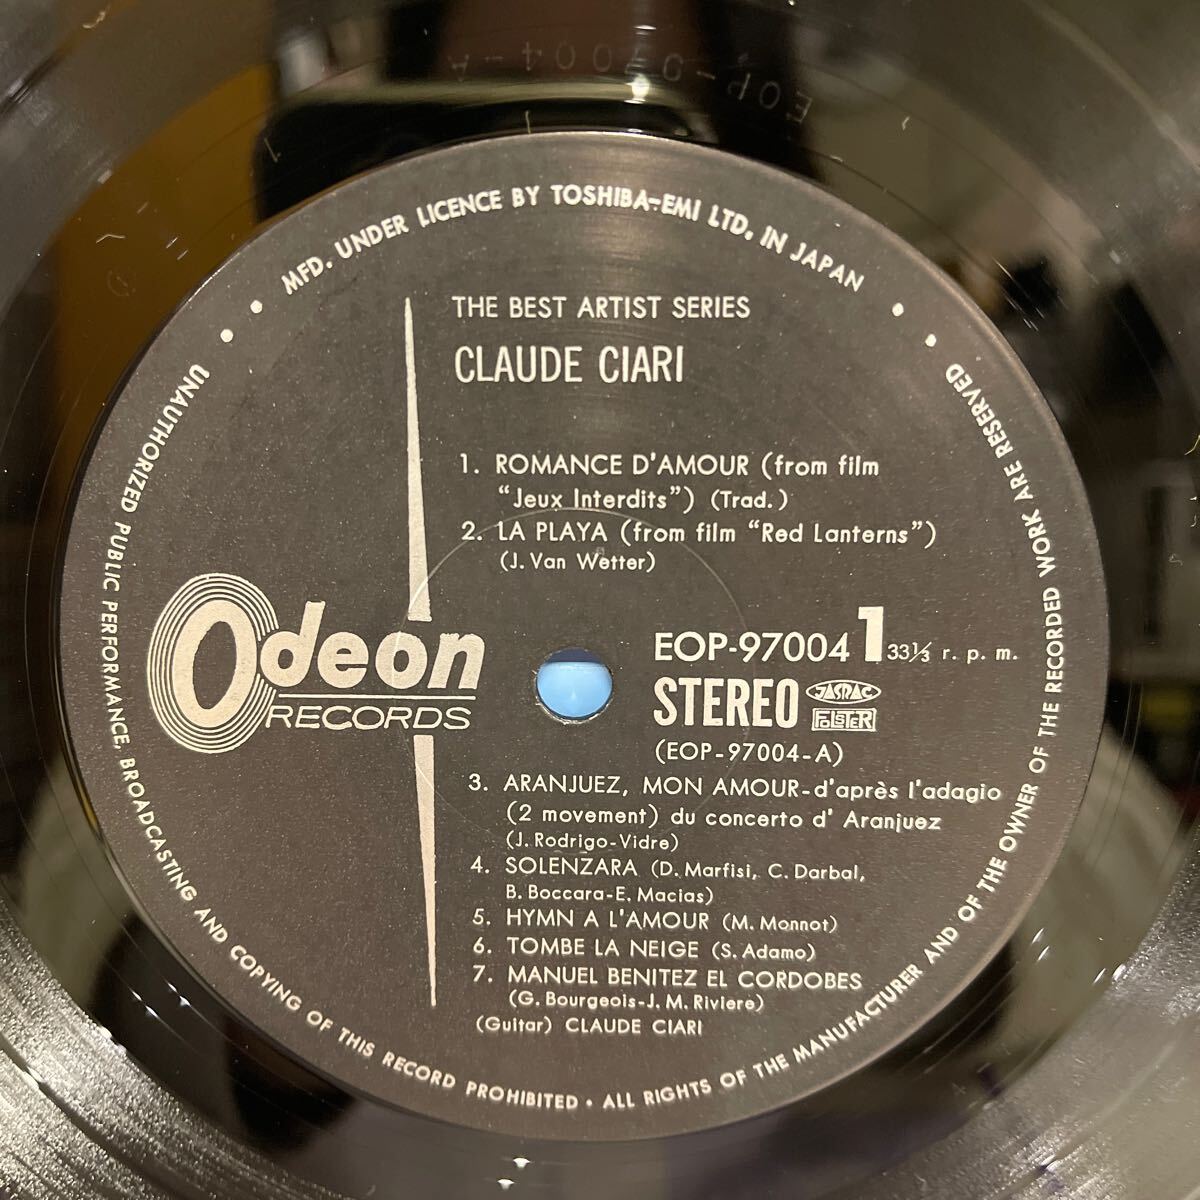 EOP-97004-A
MFD. UNDER LICENCE BY TOSHIBA-EMI LTD. IN JAPAN
THE BEST ARTIST SERIES
CLAUDE CIARI
1. ROMANCE D'AMOUR (from film
"Jeux Interdits") (Trad.)
2. LA PLAYA (from film "Red Lanterns")
(J. Van Wetter)
Odeon
RECORDS
EOP-97004 1 33⅓ r. p. m.
STEREO JASRAC
FOLSTER
(EOP-97004-A)
3. ARANJUEZ, MON AMOUR-d'après l'adagio
(2 movement) du concerto d' Aranjuez
(J. Rodrigo-Vidre)
4. SOLENZARA (D. Marfisi, C. Darbal,
B. Boccara-E. Macias)
5. HYMN A L'AMOUR (M. Monnot)
6. TOMBE LA NEIGE (S. Adamo)
7. MANUEL BENITEZ EL CORDOBES
(G. Bourgeois-J. M. Riviere)
(Guitar) CLAUDE CIARI
UNAUTHORIZED PUBLIC PERFORMANCE, BROADCASTING AND COPYING OF THIS RECORD PROHIBITED • ALL RIGHTS OF THE MANUFACTURER AND OF THE OWNER OF THE RECORDED WORK ARE RESERVED